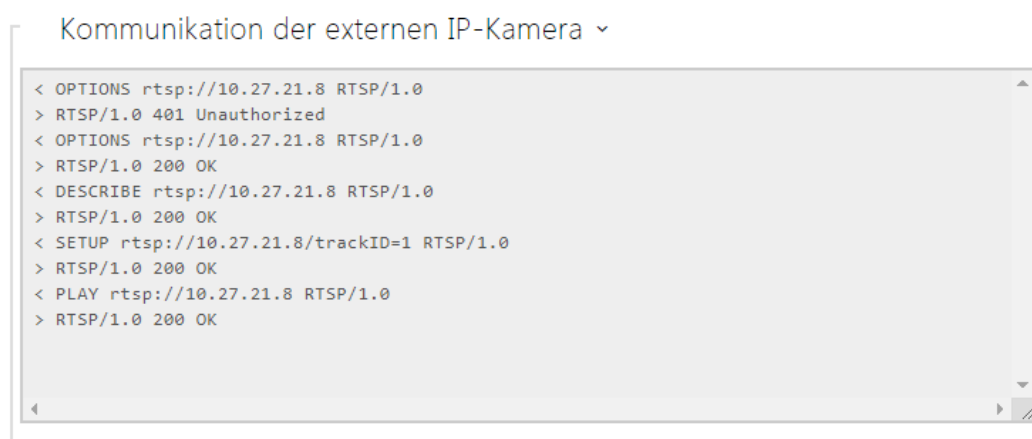 Kommunikation der externen IP-Kamera
< OPTIONS rtsp://10.27.21.8 RTSP/1.0
> RTSP/1.0 401 Unauthorized
< OPTIONS rtsp://10.27.21.8 RTSP/1.0
> RTSP/1.0 200 OK
< DESCRIBE rtsp://10.27.21.8 RTSP/1.0
> RTSP/1.0 200 OK
< SETUP rtsp://10.27.21.8/trackID=1 RTSP/1.0
> RTSP/1.0 200 OK
< PLAY rtsp://10.27.21.8 RTSP/1.0
> RTSP/1.0 200 OK